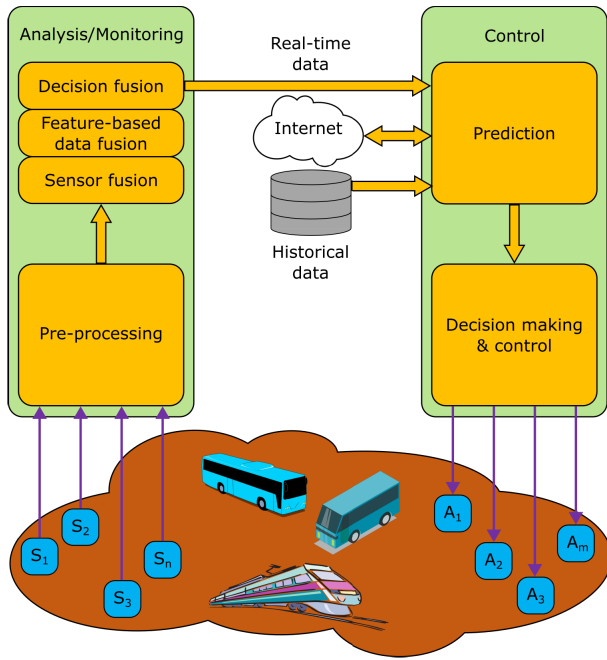 Analysis/Monitoring
Decision fusion
Feature-based
data fusion
Sensor fusion
Pre-processing
Real-time
data
Internet
Historical
data
Control
Prediction
Decision making
& control
S1
S2
S3
Sn
A1
A2
A3
Am